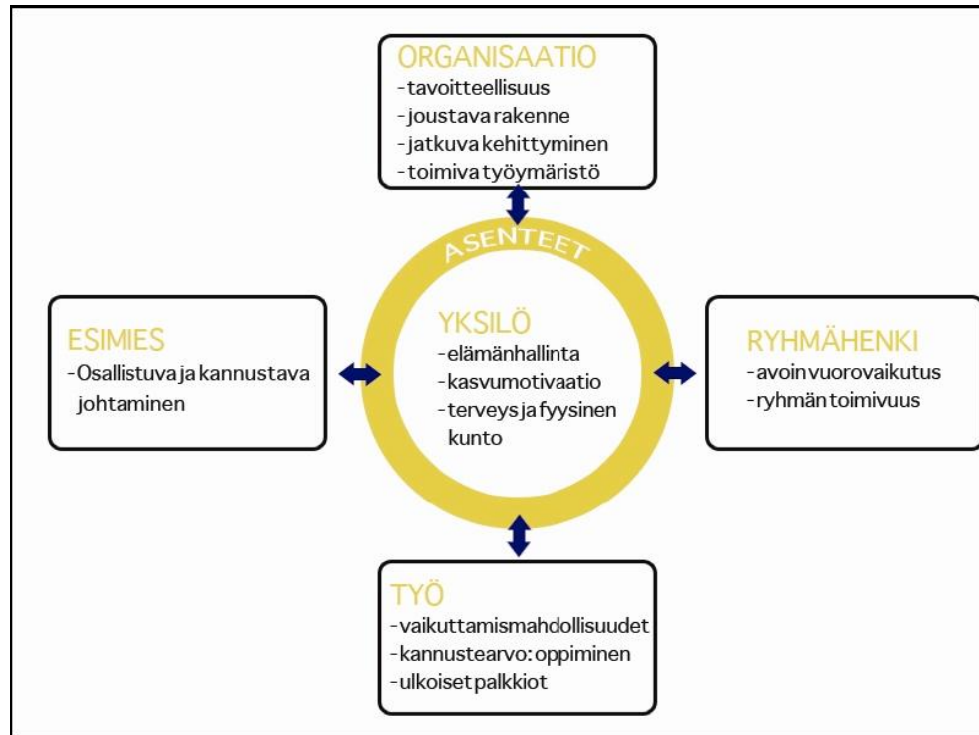 ORGANISAATIO
-tavoitteellisuus
-joustava rakenne
-jatkuva kehittyminen
-toimiva työymäristö
ASENTEET
ESIMIES
-Osallistuva ja kannustava
johtaminen
YKSILÖ
-elämänhallinta
-kasvumotivaatio
-terveys ja fyysinen
kunto
RYHMÄHENKI
-avoin vuorovaikutus
-ryhmän toimivuus
TYÖ
-vaikuttamismahdollisuudet
-kannustearvo: oppiminen
-ulkoiset palkkiot